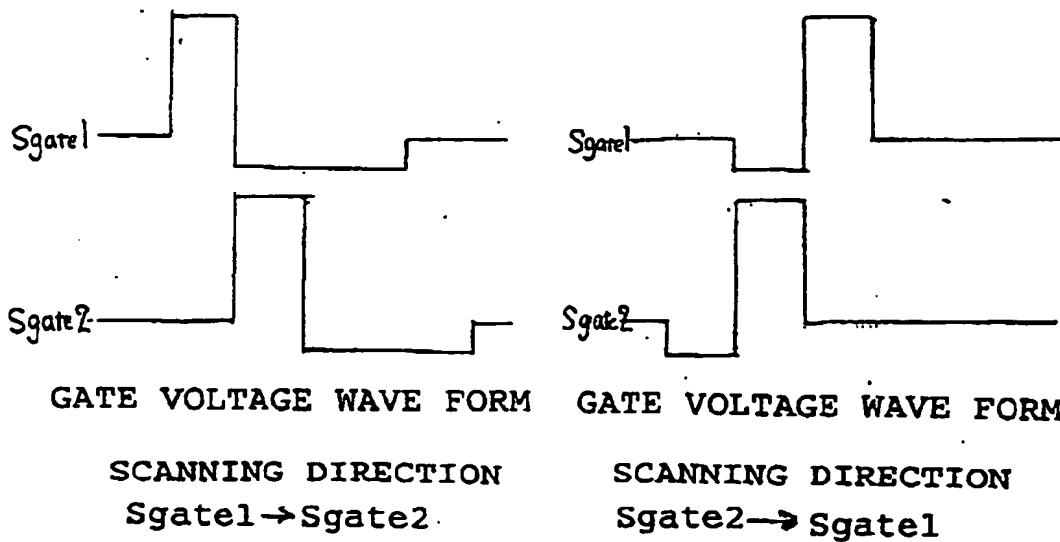 Sgate1
Sgate2
GATE VOLTAGE WAVE FORM
SCANNING DIRECTION
Sgate1→Sgate2
Sgate1
Sgate2
GATE VOLTAGE WAVE FORM
SCANNING DIRECTION
Sgate2→Sgate1